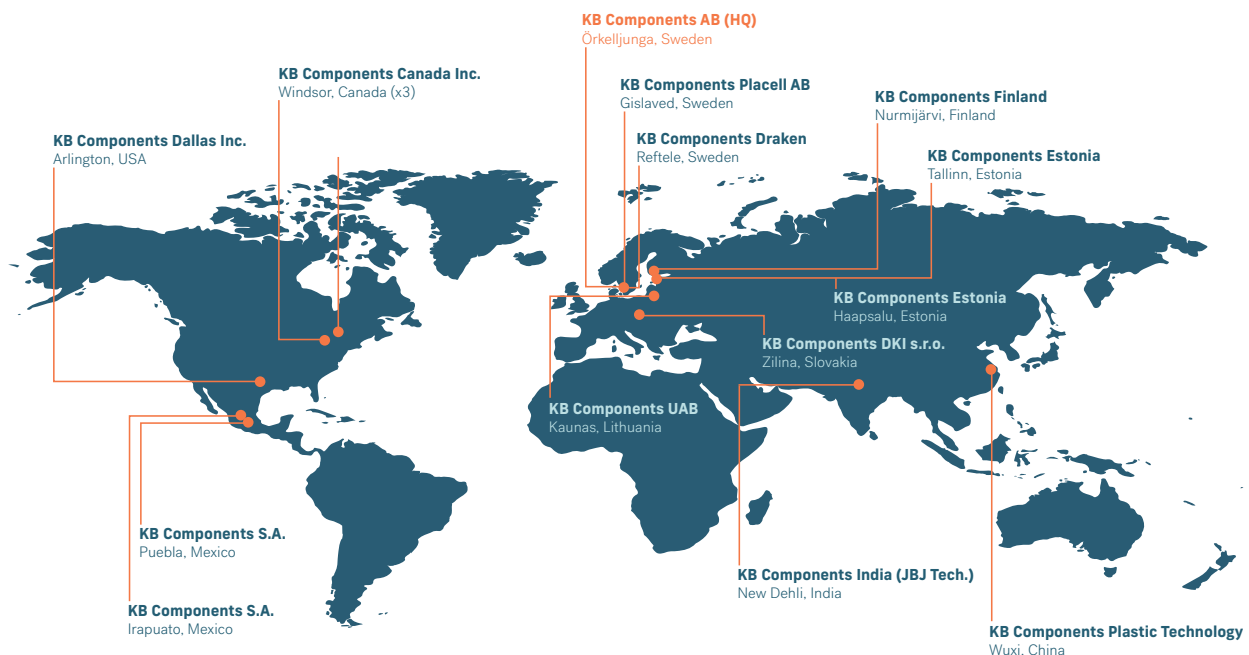 KB Components AB (HQ)
Örkelljunga, Sweden
KB Components Canada Inc.
Windsor, Canada (x3)
KB Components Placell AB
Gislaved, Sweden
KB Components Finland
Nurmijärvi, Finland
KB Components Dallas Inc.
Arlington, USA
KB Components Draken
Reftele, Sweden
KB Components Estonia
Tallinn, Estonia
KB Components Estonia
Haapsalu, Estonia
KB Components DKI s.r.o.
Zilina, Slovakia
KB Components UAB
Kaunas, Lithuania
KB Components S.A.
Puebla, Mexico
KB Components India (JBJ Tech.)
New Dehli, India
KB Components S.A.
Irapuato, Mexico
KB Components Plastic Technology
Wuxi, China